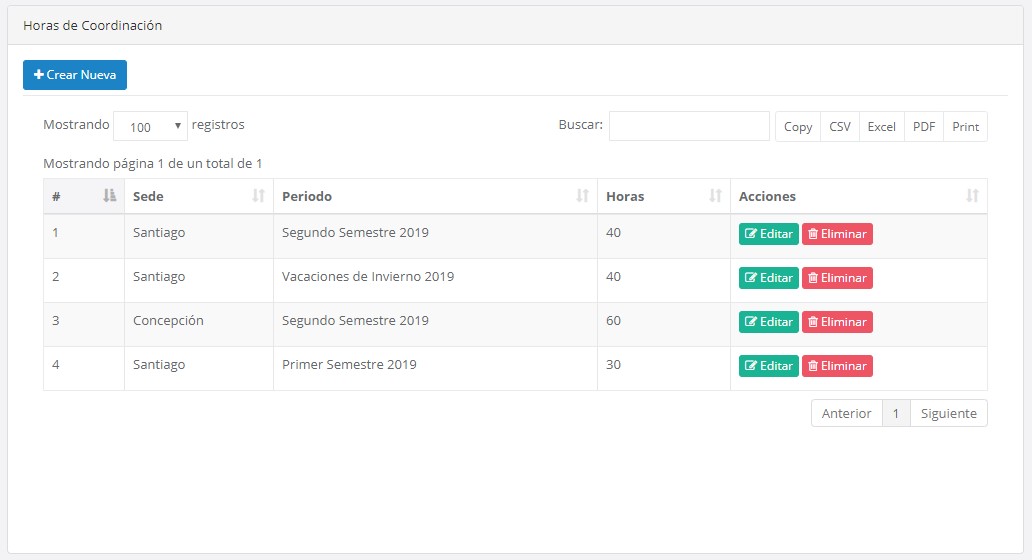 Horas de Coordinación
Crear Nueva
Mostrando 100 registros Buscar: Copy CSV Excel PDF Print
Mostrando página 1 de un total de 1
# Sede Periodo Horas Acciones
1 Santiago Segundo Semestre 2019 40 Editar Eliminar
2 Santiago Vacaciones de Invierno 2019 40 Editar Eliminar
3 Concepción Segundo Semestre 2019 60 Editar Eliminar
4 Santiago Primer Semestre 2019 30 Editar Eliminar
Anterior 1 Siguiente